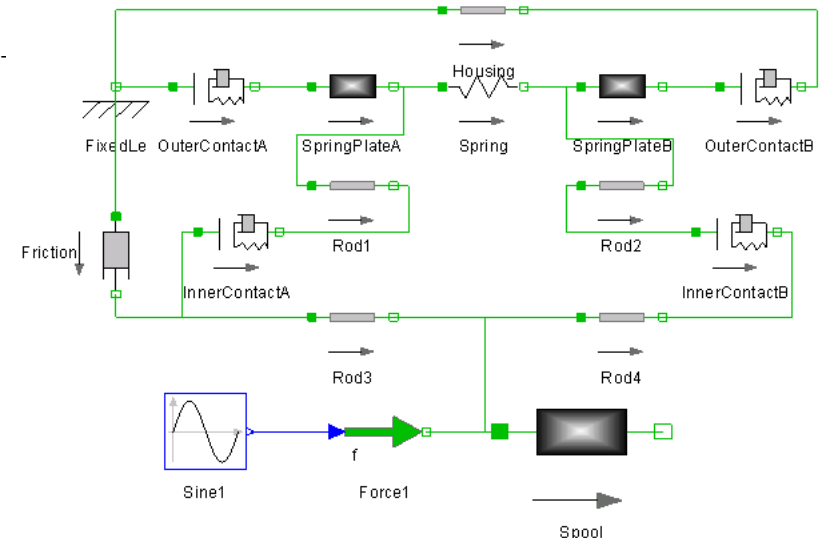 Housing
FixedLe OuterContactA SpringPlateA Spring SpringPlateB OuterContactB
Rod1 Rod2
Friction
InnerContactA InnerContactB
Rod3 Rod4
f
Sine1 Force1
Spool